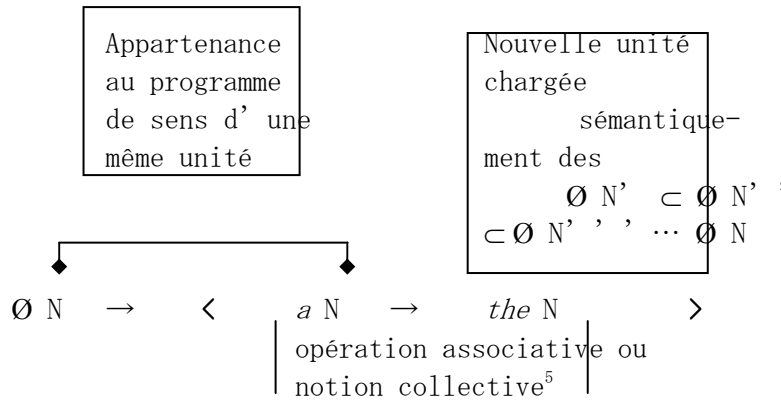 Appartenance
au programme
de sens d’ une
même unité
Nouvelle unité
chargée
sémantique-
ment des
Ø N’ ⊂ Ø N’ ’
⊂ Ø N’ ’ ’ … Ø N
Ø N → < a N → the N >
opération associative ou
notion collective⁵